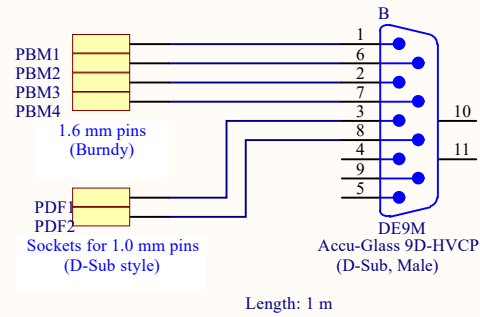 B
1
PBM1
6
PBM2
2
PBM3
7
PBM4
3
10
1.6 mm pins
(Burndy)
8
4
11
9
5
PDF1
PDF2
DE9M
Sockets for 1.0 mm pins
(D-Sub style)
Accu-Glass 9D-HVCP
(D-Sub, Male)
Length: 1 m